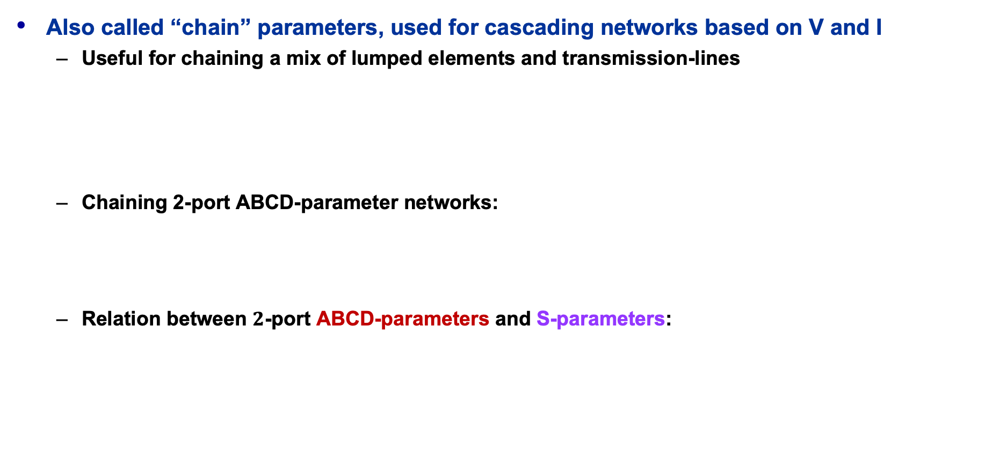 • Also called “chain” parameters, used for cascading networks based on V and I
– Useful for chaining a mix of lumped elements and transmission-lines
– Chaining 2-port ABCD-parameter networks:
– Relation between 2-port ABCD-parameters and S-parameters: